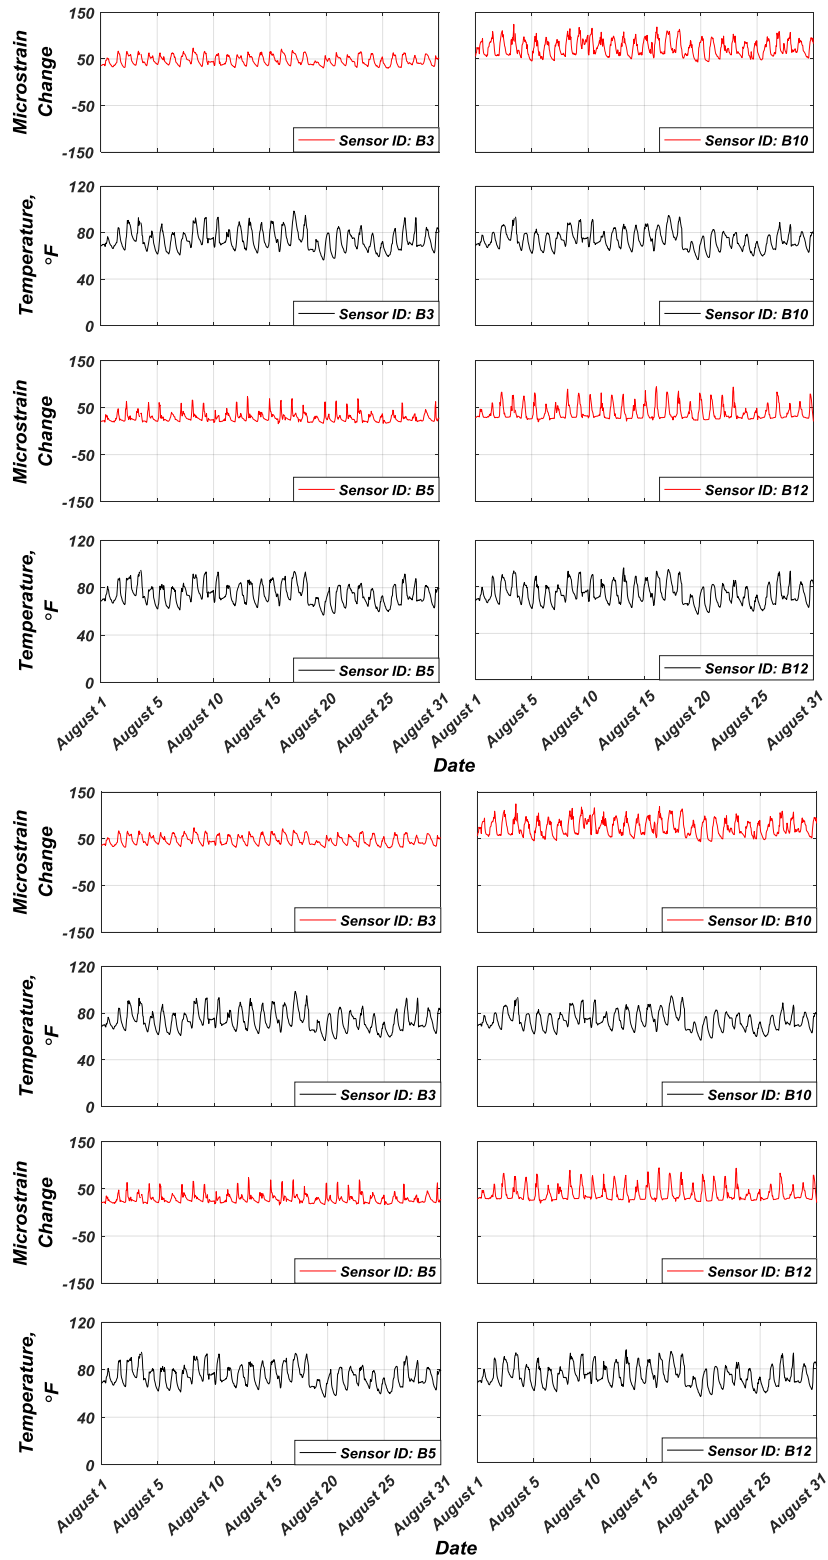 150
50
-50
-150
Microstrain
Change
Sensor ID: B3
Sensor ID: B10
120
80
40
0
Temperature,
°F
Sensor ID: B3
Sensor ID: B10
150
50
-50
-150
Microstrain
Change
Sensor ID: B5
Sensor ID: B12
120
80
40
0
Temperature,
°F
Sensor ID: B5
Sensor ID: B12
August 1
August 5
August 10
August 15
August 20
August 25
August 31
August 1
August 5
August 10
August 15
August 20
August 25
August 31
Date
150
50
-50
-150
Microstrain
Change
Sensor ID: B3
Sensor ID: B10
120
80
40
0
Temperature,
°F
Sensor ID: B3
Sensor ID: B10
150
50
-50
-150
Microstrain
Change
Sensor ID: B5
Sensor ID: B12
120
80
40
0
Temperature,
°F
Sensor ID: B5
Sensor ID: B12
August 1
August 5
August 10
August 15
August 20
August 25
August 31
August 1
August 5
August 10
August 15
August 20
August 25
August 31
Date